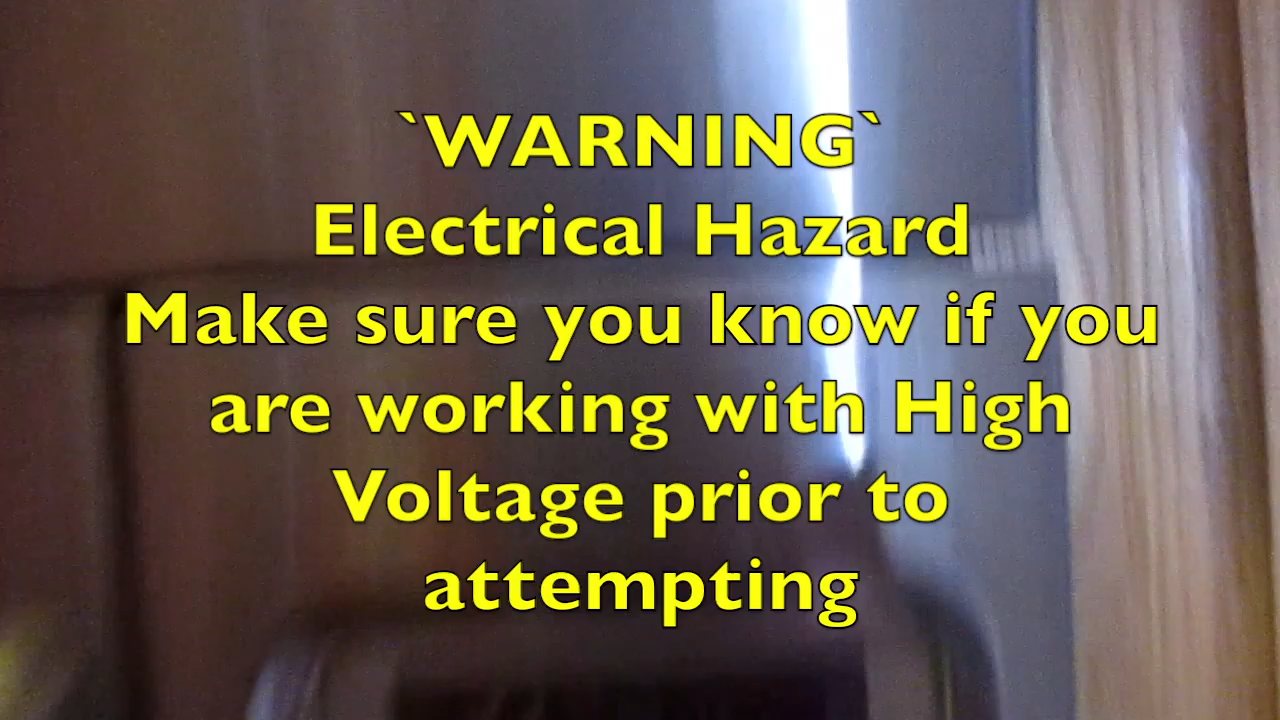 `WARNING`
Electrical Hazard
Make sure you know if you
are working with High
Voltage prior to
attempting